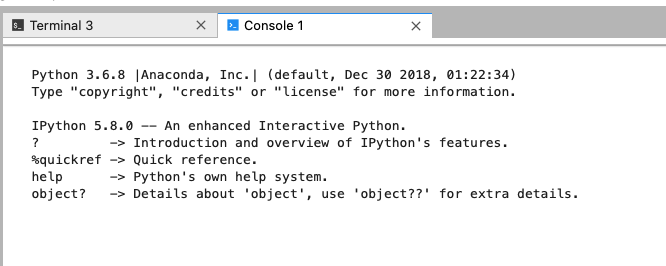 Terminal 3
Console 1
Python 3.6.8 |Anaconda, Inc.| (default, Dec 30 2018, 01:22:34)
Type "copyright", "credits" or "license" for more information.
IPython 5.8.0 -- An enhanced Interactive Python.
?         -> Introduction and overview of IPython's features.
%quickref -> Quick reference.
help      -> Python's own help system.
object?   -> Details about 'object', use 'object??' for extra details.